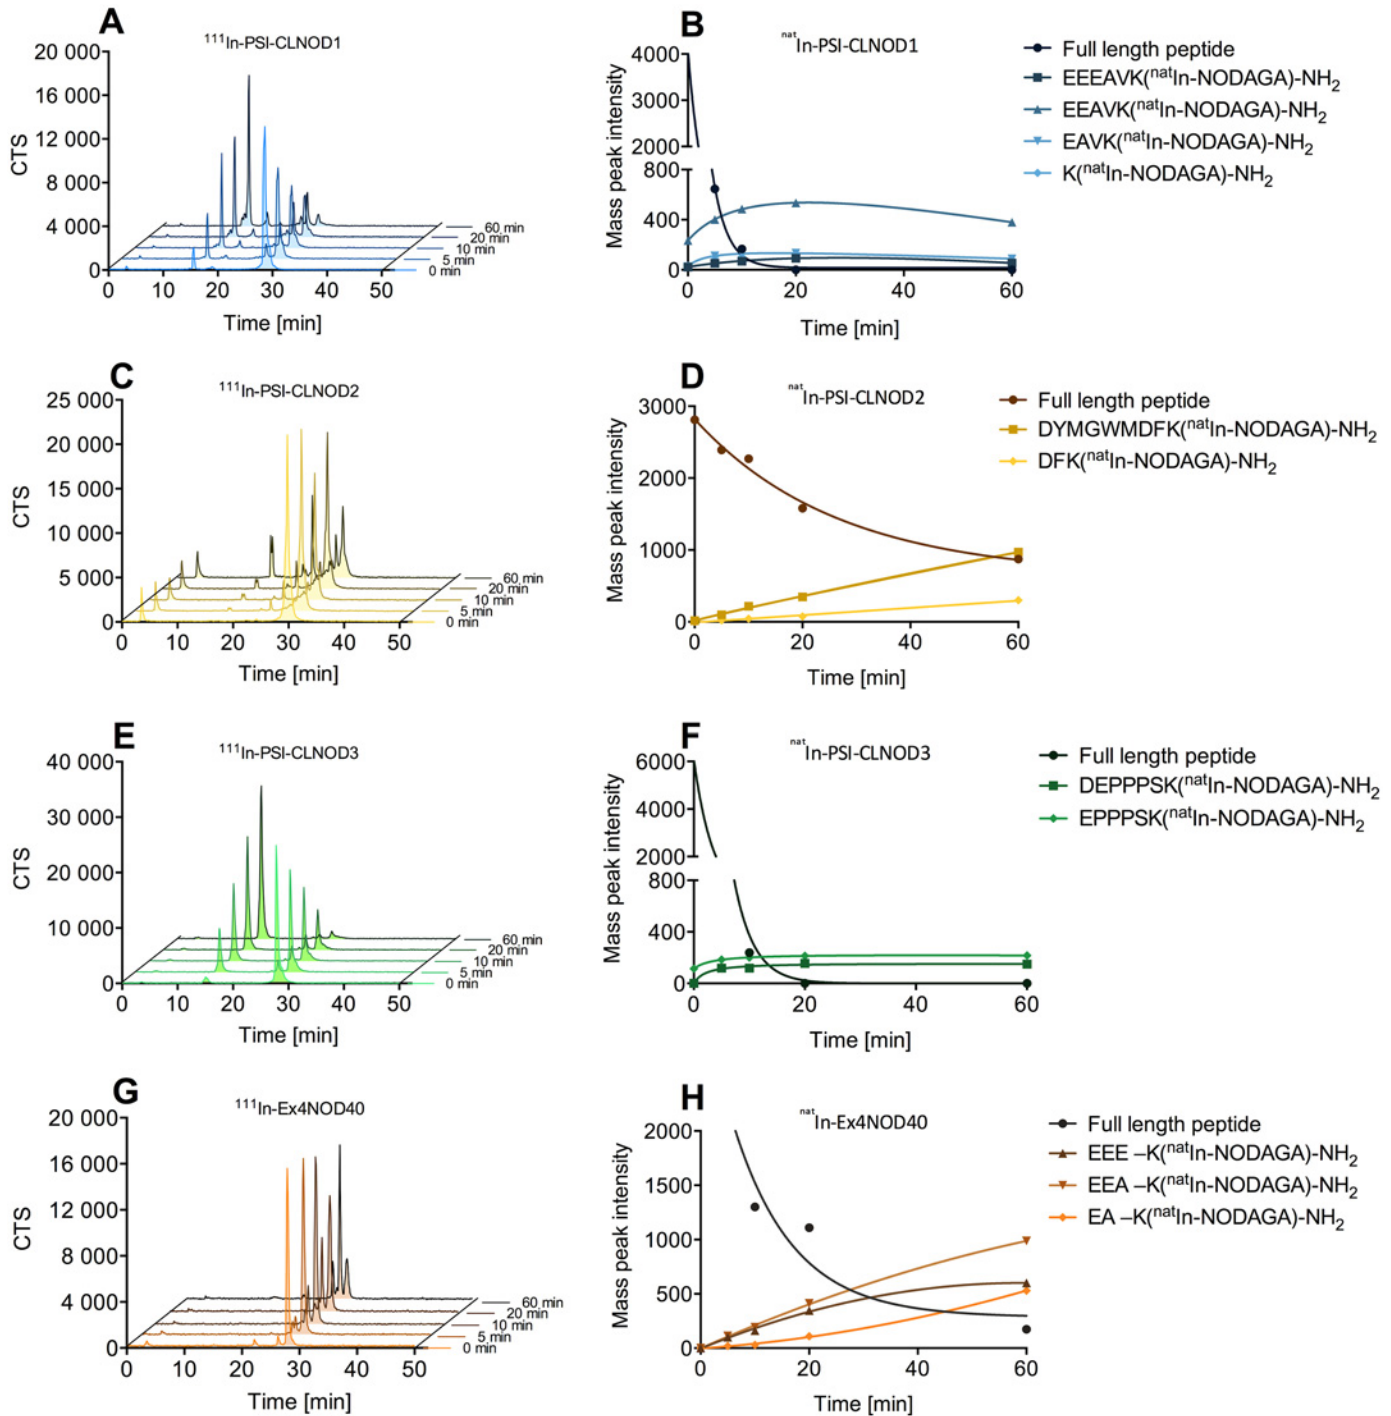 A
¹¹¹In-PSI-CLNOD1
20 000
16 000
12 000
8 000
4 000
0
CTS
60 min
20 min
10 min
5 min
0 min
0 10 20 30 40 50
Time [min]
B
ⁿᵃᵗIn-PSI-CLNOD1
4000
3000
2000
800
400
0
Mass peak intensity
0 20 40 60
Time [min]
Full length peptide
EEEAVK(ⁿᵃᵗIn-NODAGA)-NH₂
EEAVK(ⁿᵃᵗIn-NODAGA)-NH₂
EAVK(ⁿᵃᵗIn-NODAGA)-NH₂
K(ⁿᵃᵗIn-NODAGA)-NH₂
C
¹¹¹In-PSI-CLNOD2
25 000
20 000
15 000
10 000
5 000
0
CTS
60 min
20 min
10 min
5 min
0 min
0 10 20 30 40 50
Time [min]
D
ⁿᵃᵗIn-PSI-CLNOD2
3000
2000
1000
0
Mass peak intensity
0 20 40 60
Time [min]
Full length peptide
DYMGWMDFK(ⁿᵃᵗIn-NODAGA)-NH₂
DFK(ⁿᵃᵗIn-NODAGA)-NH₂
E
¹¹¹In-PSI-CLNOD3
40 000
30 000
20 000
10 000
0
CTS
60 min
20 min
10 min
5 min
0 min
0 10 20 30 40 50
Time [min]
F
ⁿᵃᵗIn-PSI-CLNOD3
6000
4000
2000
800
400
0
Mass peak intensity
0 20 40 60
Time [min]
Full length peptide
DEPPPSK(ⁿᵃᵗIn-NODAGA)-NH₂
EPPPSK(ⁿᵃᵗIn-NODAGA)-NH₂
G
¹¹¹In-Ex4NOD40
20 000
16 000
12 000
8 000
4 000
0
CTS
60 min
20 min
10 min
5 min
0 min
0 10 20 30 40 50
Time [min]
H
ⁿᵃᵗIn-Ex4NOD40
2000
1500
1000
500
0
Mass peak intensity
0 20 40 60
Time [min]
Full length peptide
EEE –K(ⁿᵃᵗIn-NODAGA)-NH₂
EEA –K(ⁿᵃᵗIn-NODAGA)-NH₂
EA –K(ⁿᵃᵗIn-NODAGA)-NH₂